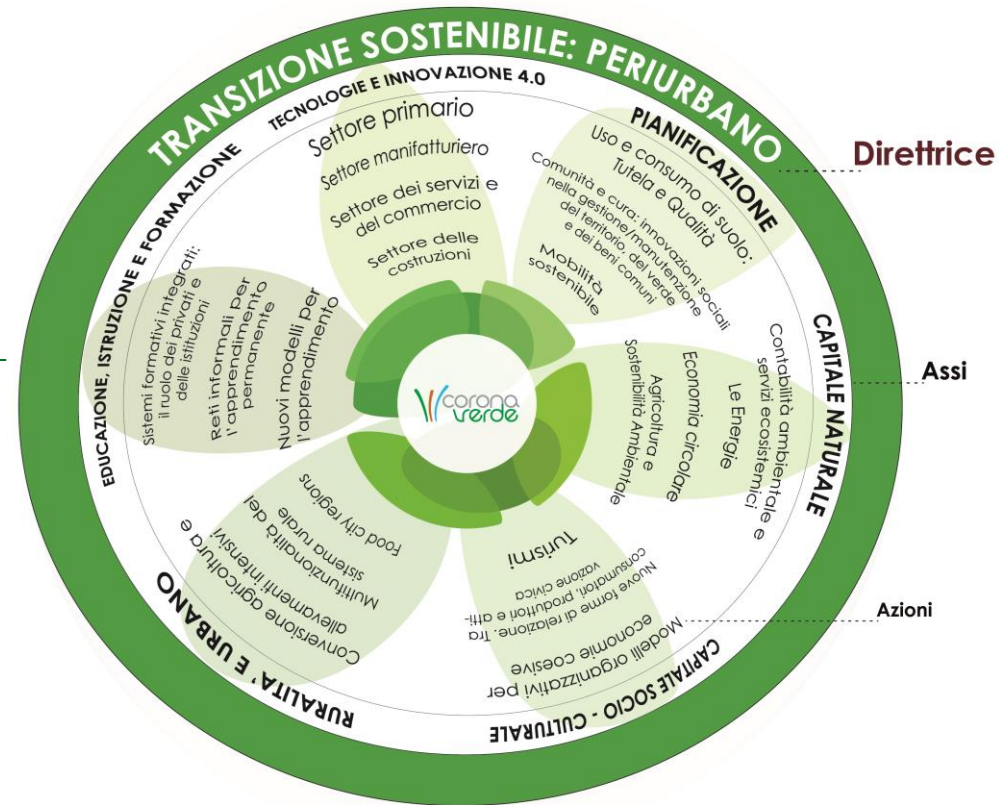 TRANSIZIONE SOSTENIBILE: PERIURBANO
TECNOLOGIE E INNOVAZIONE 4.0
Settore primario
Settore manifatturiero
Settore dei servizi e
del commercio
Settore delle
costruzioni
PIANIFICAZIONE
Uso e consumo di suolo:
Tutela e Qualità
Comunità e cura: innovazioni sociali
nella gestione/manutenzione
del territorio, del verde
e dei beni comuni
Mobilità
sostenibile
Direttrice
CAPITALE NATURALE
Contabilità ambientale e
servizi ecosistemici
Le Energie
Economia circolare
Agricoltura e
Sostenibilità Ambientale
Assi
CAPITALE SOCIO - CULTURALE
Modelli organizzativi per
economie coesive
Nuove forme di relazione. Tra
consumatori, produttori e atti-
vazione civica
Turismi
Azioni
RURALITA' E URBANO
Conversione agricoltura e
allevamenti intensivi
Multifunzionalità del
sistema rurale
Food city regions
EDUCAZIONE, ISTRUZIONE E FORMAZIONE
Sistemi formativi integrati:
il ruolo dei privati e
delle istituzioni
Reti informali per
l'apprendimento
permanente
Nuovi modelli per
l'apprendimento
corona
verde